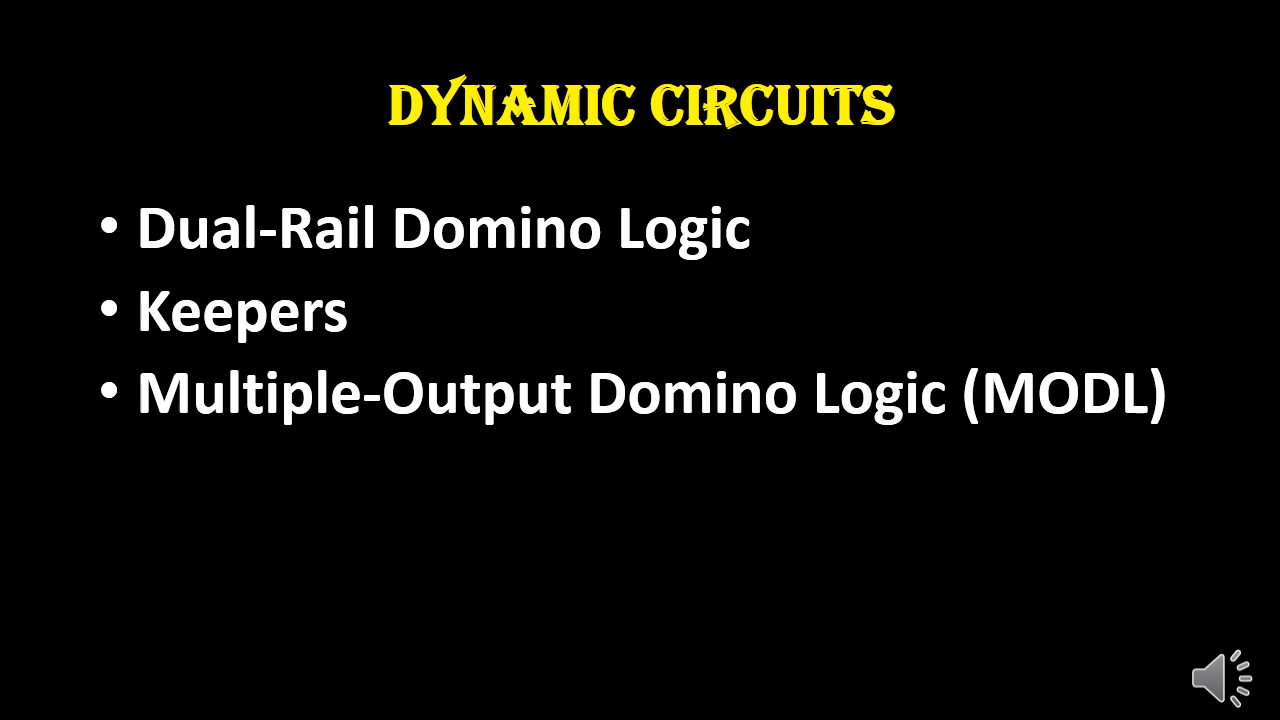 DYNAMIC CIRCUITS
• Dual-Rail Domino Logic
• Keepers
• Multiple-Output Domino Logic (MODL)